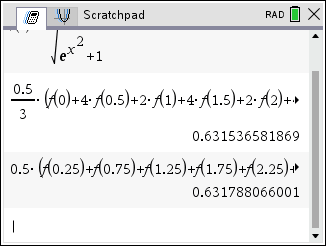 Scratchpad RAD
√(e^(x^2)+1)
0.5/3·(f(0)+4·f(0.5)+2·f(1)+4·f(1.5)+2·f(2)+
0.631536581869
0.5·(f(0.25)+f(0.75)+f(1.25)+f(1.75)+f(2.25)+
0.631788066001